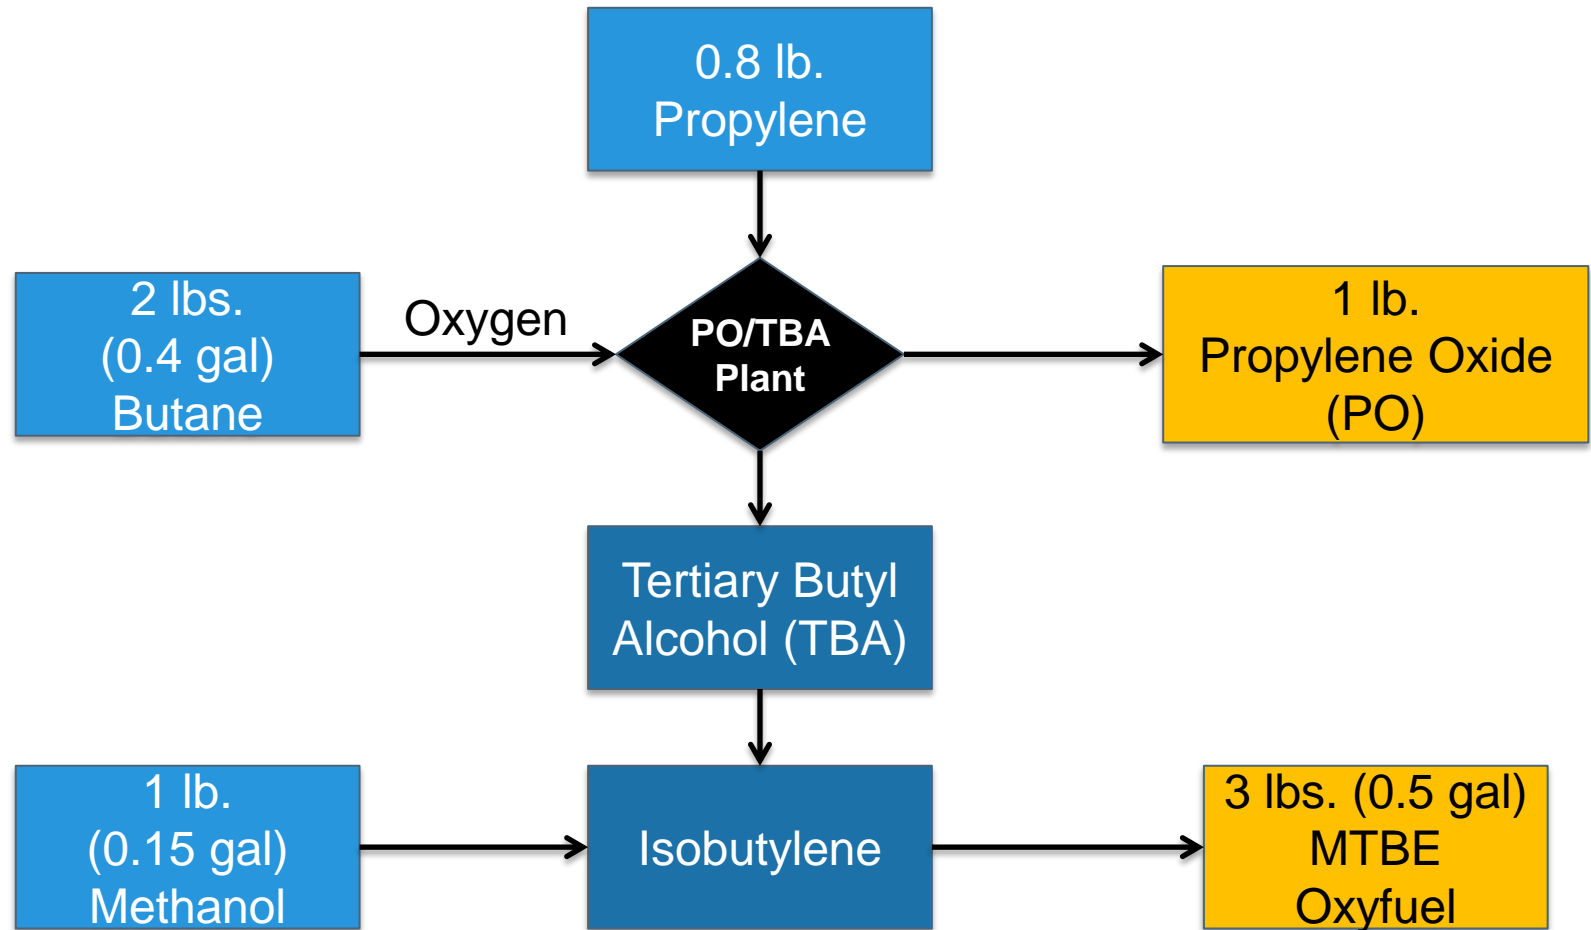 0.8 lb.
Propylene
2 lbs.
(0.4 gal)
Butane
Oxygen
PO/TBA
Plant
1 lb.
Propylene Oxide
(PO)
Tertiary Butyl
Alcohol (TBA)
1 lb.
(0.15 gal)
Methanol
Isobutylene
3 lbs. (0.5 gal)
MTBE
Oxyfuel